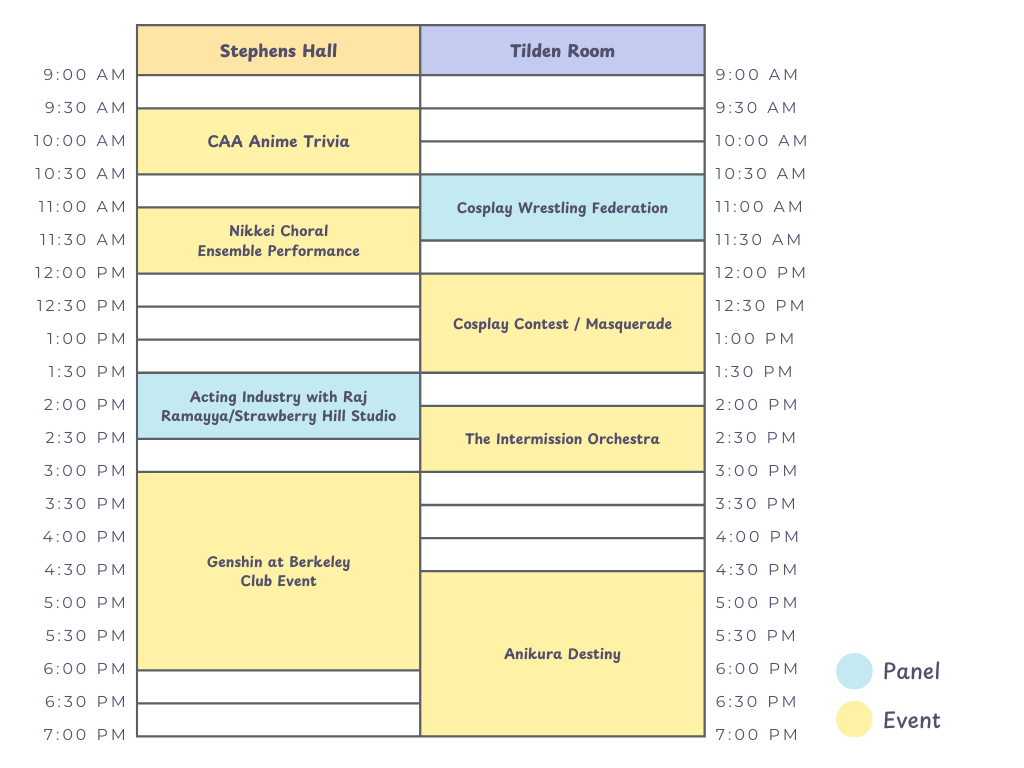 Stephens Hall Tilden Room
9:00 AM 9:00 AM
9:30 AM 9:30 AM
CAA Anime Trivia
10:00 AM 10:00 AM
10:30 AM 10:30 AM
11:00 AM Cosplay Wrestling Federation 11:00 AM
Nikkei Choral
Ensemble Performance
11:30 AM 11:30 AM
12:00 PM 12:00 PM
12:30 PM 12:30 PM
Cosplay Contest / Masquerade
1:00 PM 1:00 PM
1:30 PM 1:30 PM
Acting Industry with Raj
Ramayya/Strawberry Hill Studio
2:00 PM 2:00 PM
2:30 PM The Intermission Orchestra 2:30 PM
3:00 PM 3:00 PM
3:30 PM 3:30 PM
4:00 PM 4:00 PM
Genshin at Berkeley
Club Event
4:30 PM 4:30 PM
5:00 PM 5:00 PM
5:30 PM 5:30 PM
Anikura Destiny
6:00 PM 6:00 PM
Panel
6:30 PM 6:30 PM
Event
7:00 PM 7:00 PM